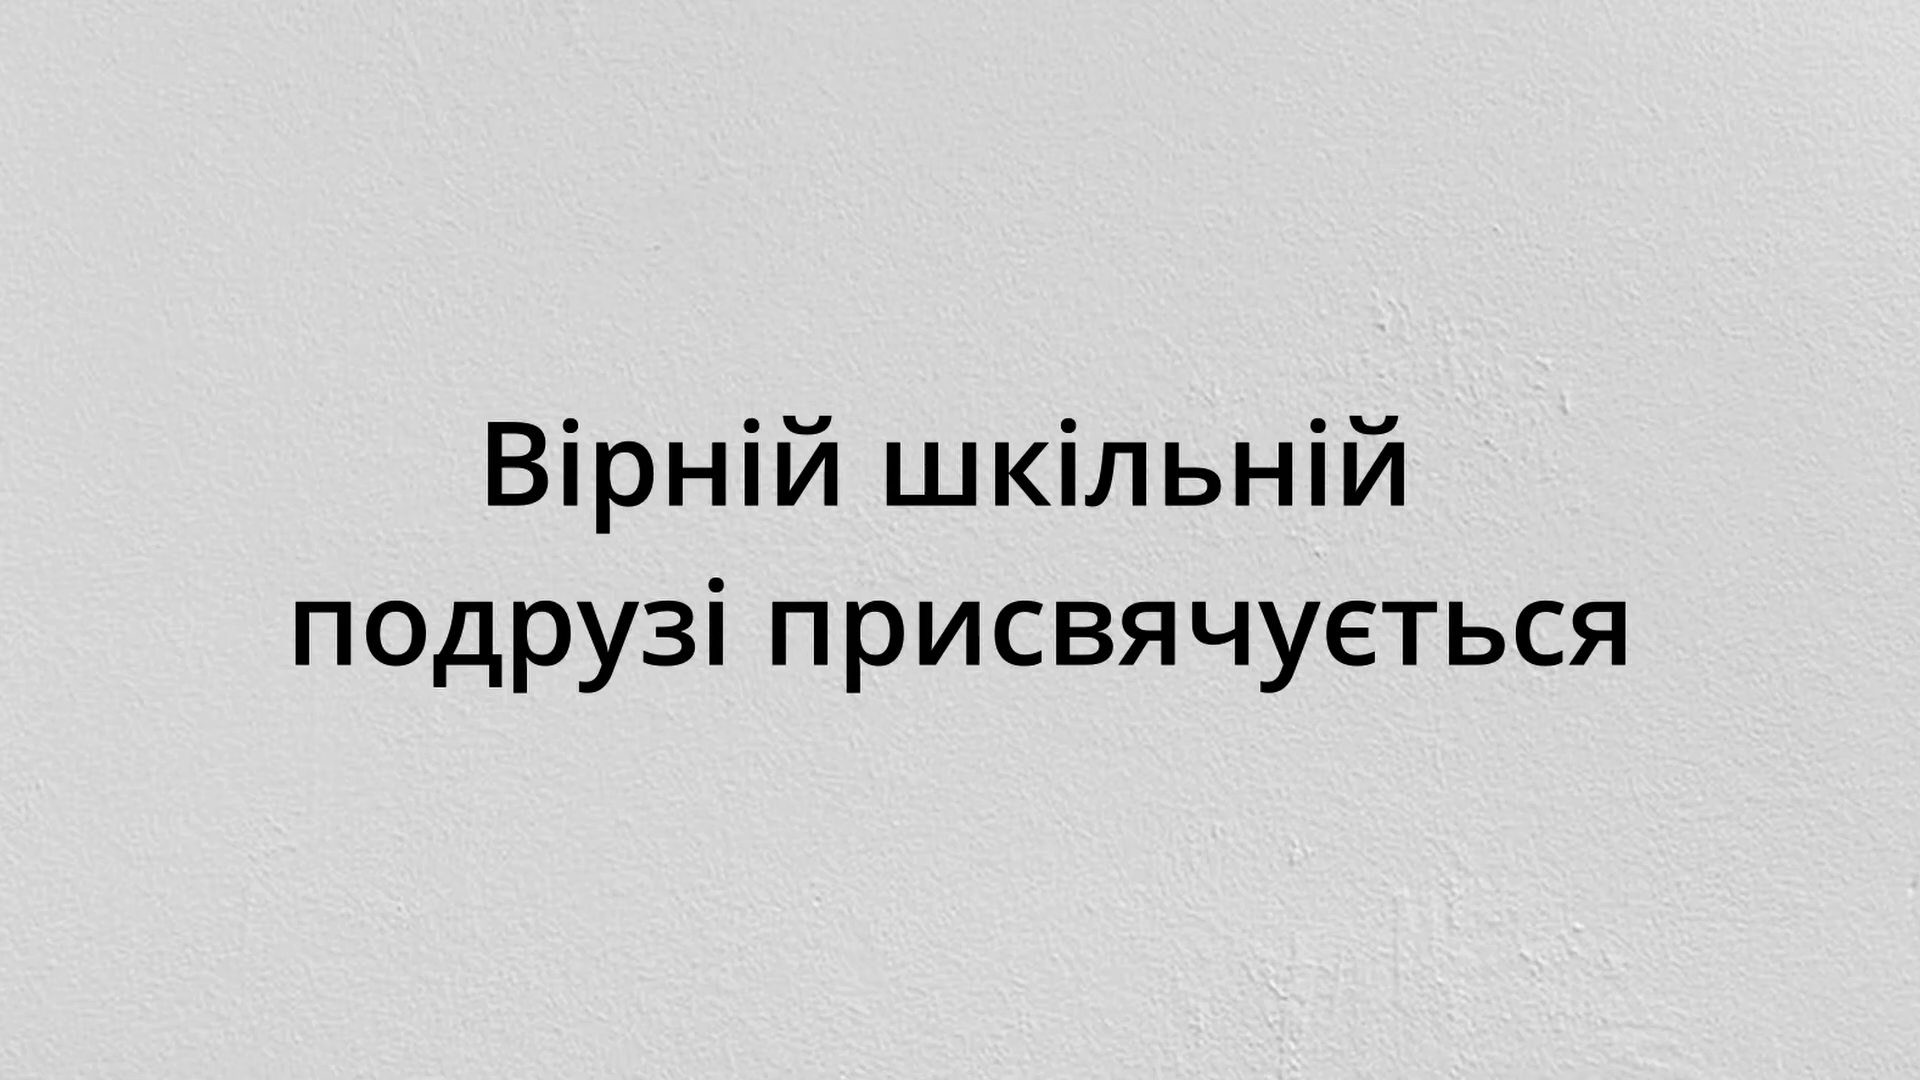 Вірній шкільній
подрузі присвячується